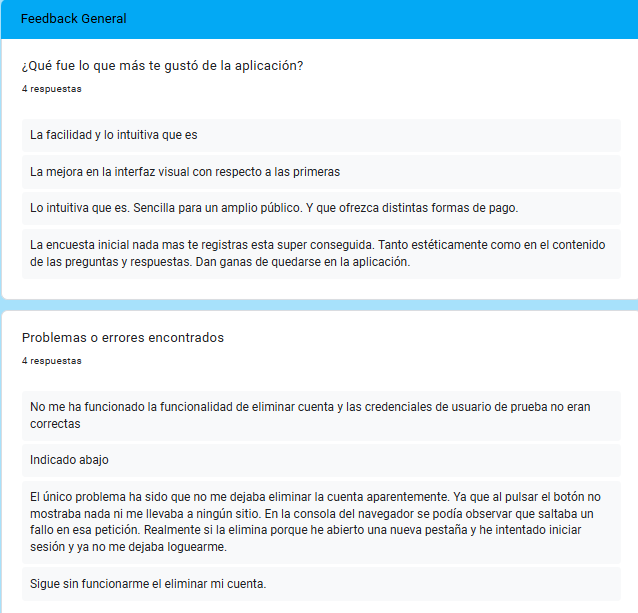 Feedback General
¿Qué fue lo que más te gustó de la aplicación?
4 respuestas
La facilidad y lo intuitiva que es
La mejora en la interfaz visual con respecto a las primeras
Lo intuitiva que es. Sencilla para un amplio público. Y que ofrezca distintas formas de pago.
La encuesta inicial nada mas te registras esta super conseguida. Tanto estéticamente como en el contenido
de las preguntas y respuestas. Dan ganas de quedarse en la aplicación.
Problemas o errores encontrados
4 respuestas
No me ha funcionado la funcionalidad de eliminar cuenta y las credenciales de usuario de prueba no eran
correctas
Indicado abajo
El único problema ha sido que no me dejaba eliminar la cuenta aparentemente. Ya que al pulsar el botón no
mostraba nada ni me llevaba a ningún sitio. En la consola del navegador se podía observar que saltaba un
fallo en esa petición. Realmente si la elimina porque he abierto una nueva pestaña y he intentado iniciar
sesión y ya no me dejaba loguearme.
Sigue sin funcionarme el eliminar mi cuenta.